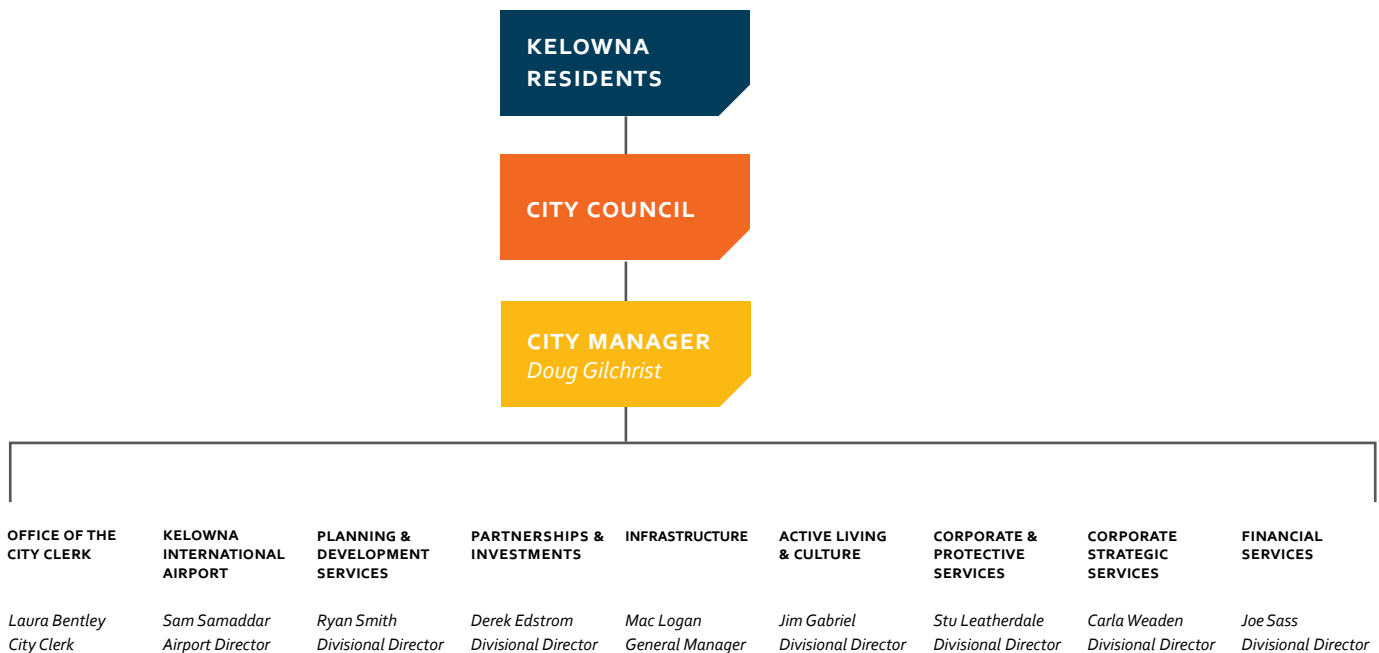 KELOWNA
RESIDENTS
CITY COUNCIL
CITY MANAGER
Doug Gilchrist
OFFICE OF THE
CITY CLERK
Laura Bentley
City Clerk
KELOWNA
INTERNATIONAL
AIRPORT
Sam Samaddar
Airport Director
PLANNING &
DEVELOPMENT
SERVICES
Ryan Smith
Divisional Director
PARTNERSHIPS &
INVESTMENTS
Derek Edstrom
Divisional Director
INFRASTRUCTURE
Mac Logan
General Manager
ACTIVE LIVING
& CULTURE
Jim Gabriel
Divisional Director
CORPORATE &
PROTECTIVE
SERVICES
Stu Leatherdale
Divisional Director
CORPORATE
STRATEGIC
SERVICES
Carla Weaden
Divisional Director
FINANCIAL
SERVICES
Joe Sass
Divisional Director